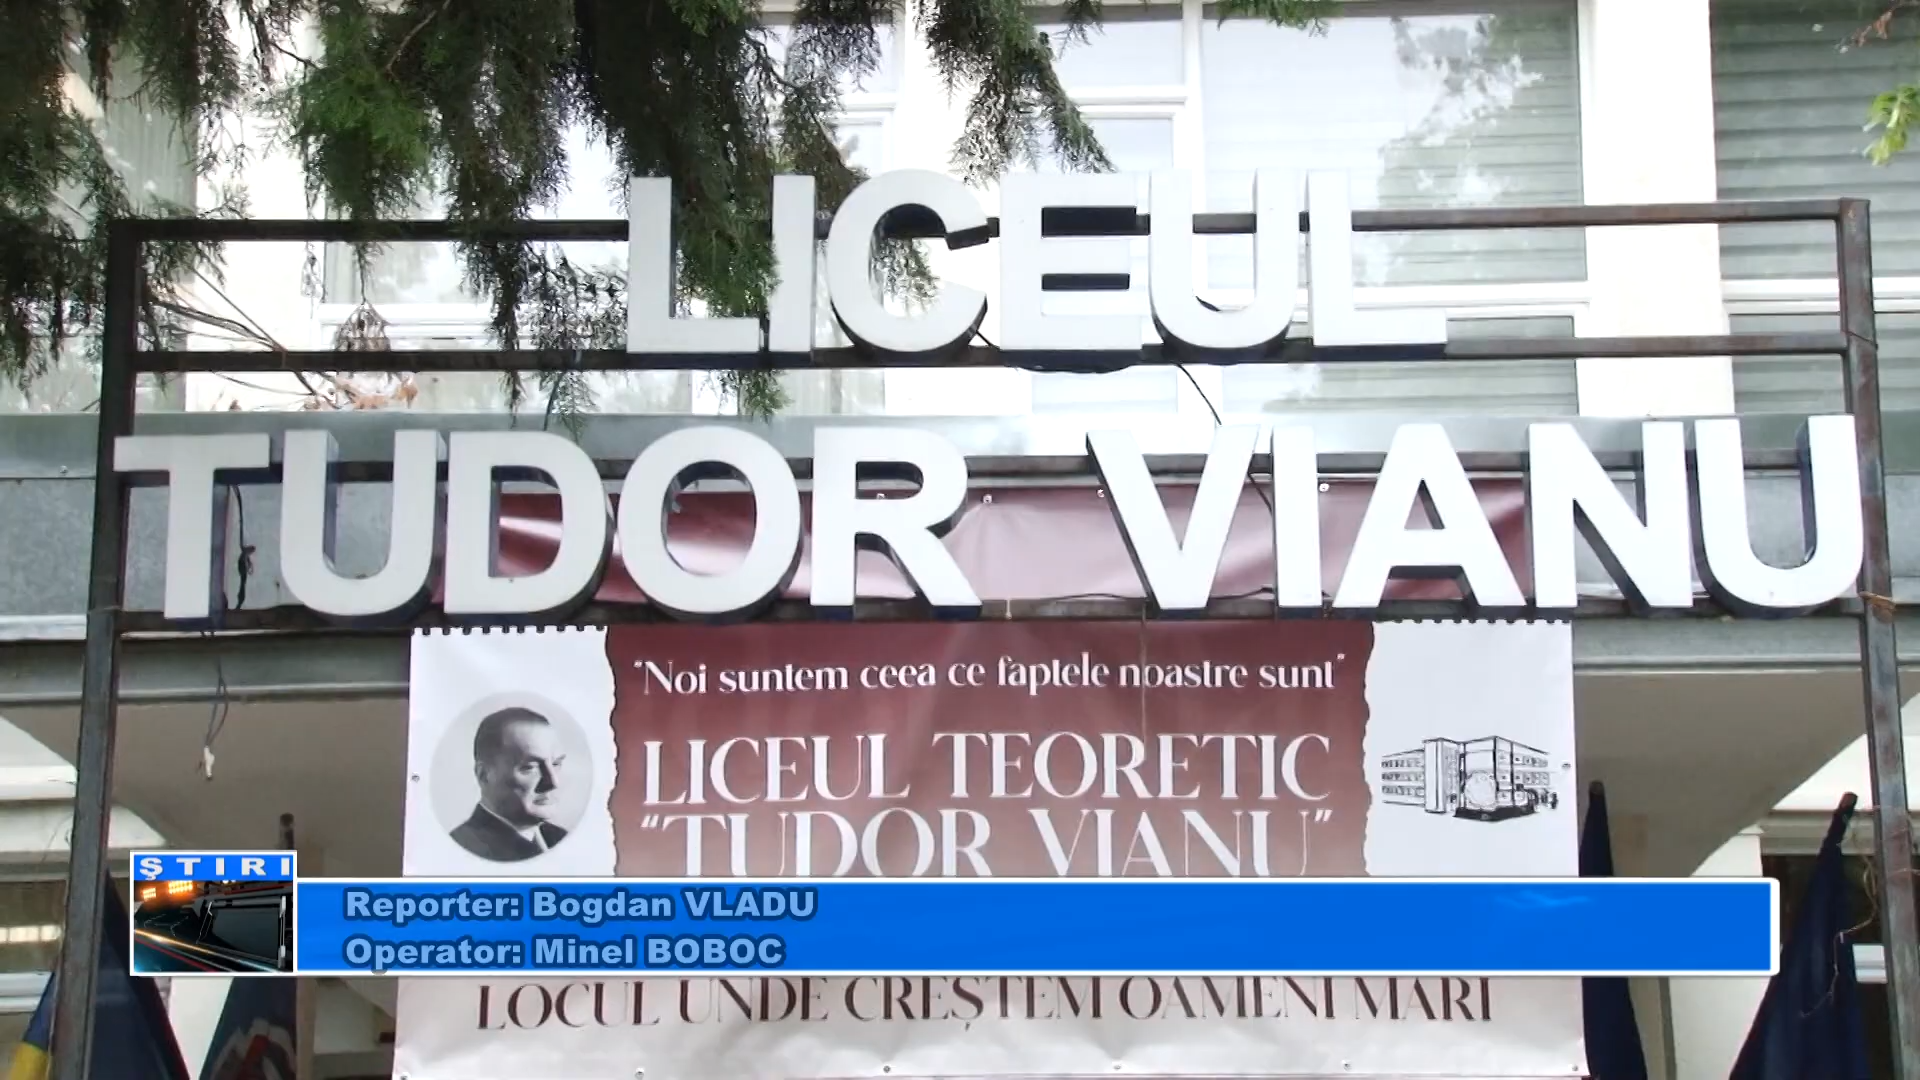 LICEUL
TUDOR VIANU
"Noi suntem ceea ce faptele noastre sunt"
LICEUL TEORETIC
"TUDOR VIANU"
ŞTIRI
Reporter: Bogdan VLADU
Operator: Minel BOBOC
LOCUL UNDE CREȘTEM OAMENI MARI